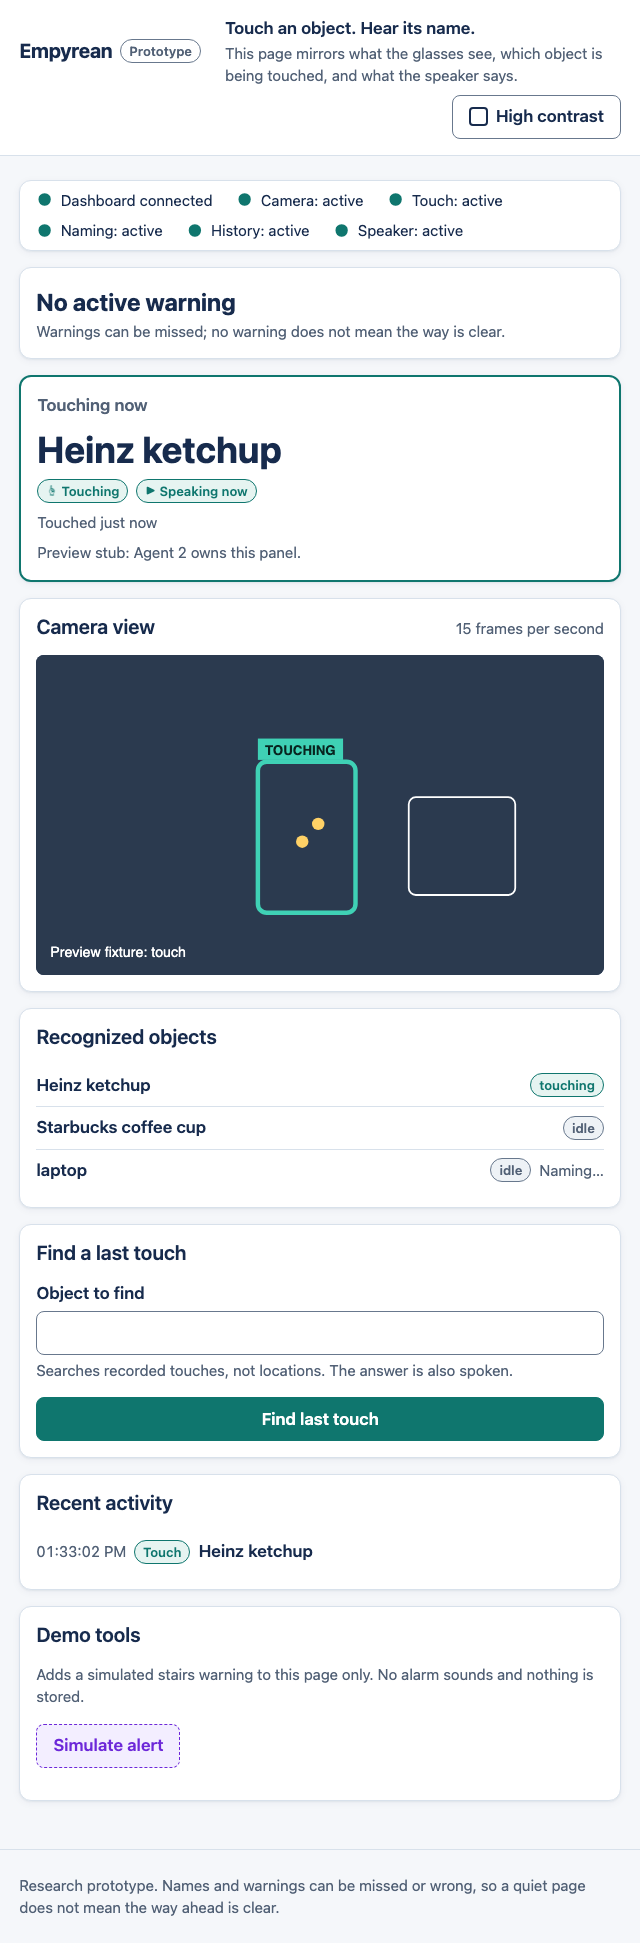 Empyrean
Prototype
Touch an object. Hear its name.
This page mirrors what the glasses see, which object is
being touched, and what the speaker says.
High contrast
Dashboard connected
Camera: active
Touch: active
Naming: active
History: active
Speaker: active
No active warning
Warnings can be missed; no warning does not mean the way is clear.
Touching now
Heinz ketchup
Touching
Speaking now
Touched just now
Preview stub: Agent 2 owns this panel.
Camera view
15 frames per second
TOUCHING
Preview fixture: touch
Recognized objects
Heinz ketchup
touching
Starbucks coffee cup
idle
laptop
idle
Naming...
Find a last touch
Object to find
Searches recorded touches, not locations. The answer is also spoken.
Find last touch
Recent activity
01:33:02 PM
Touch
Heinz ketchup
Demo tools
Adds a simulated stairs warning to this page only. No alarm sounds and nothing is
stored.
Simulate alert
Research prototype. Names and warnings can be missed or wrong, so a quiet page
does not mean the way ahead is clear.